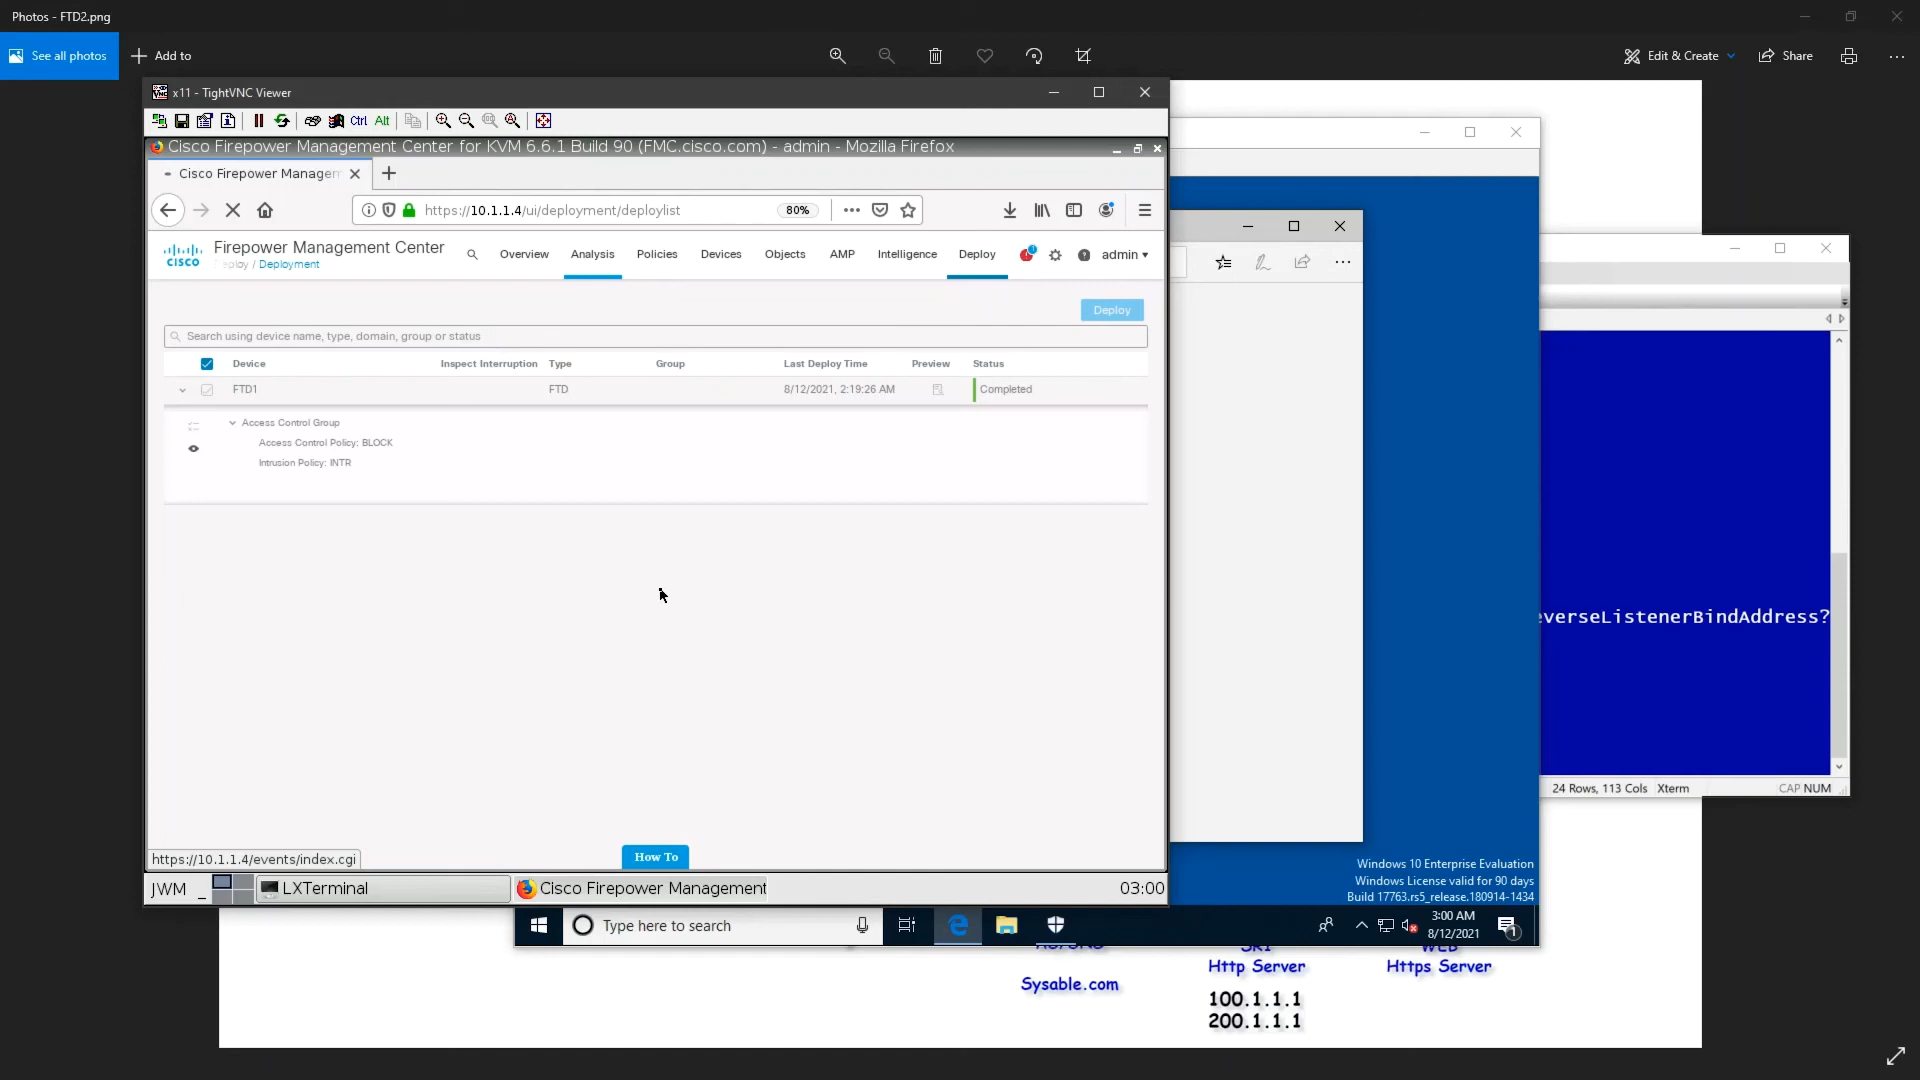 Photos - FTD2.png
See all photos
Add to
Edit & Create
Share
x11 - TightVNC Viewer
Ctrl Alt
Cisco Firepower Management Center for KVM 6.6.1 Build 90 (FMC.cisco.com) - admin - Mozilla Firefox
Cisco Firepower Managem
https://10.1.1.4/ui/deployment/deploylist
80%
CISCO
Firepower Management Center
Deploy / Deployment
Overview Analysis Policies Devices Objects AMP Intelligence Deploy
admin
Deploy
Search using device name, type, domain, group or status
Device Inspect Interruption Type Group Last Deploy Time Preview Status
FTD1 FTD 8/12/2021, 2:19:26 AM Completed
Access Control Group
Access Control Policy: BLOCK
Intrusion Policy: INTR
How To
https://10.1.1.4/events/index.cgi
JWM
LXTerminal
Cisco Firepower Management
03:00
everseListenerBindAddress?
24 Rows, 113 Cols Xterm CAP NUM
Windows 10 Enterprise Evaluation
Windows License valid for 90 days
Build 17763.rs5_release.180914-1434
Type here to search
3:00 AM
8/12/2021
1
Http Server
Https Server
Sysable.com
100.1.1.1
200.1.1.1